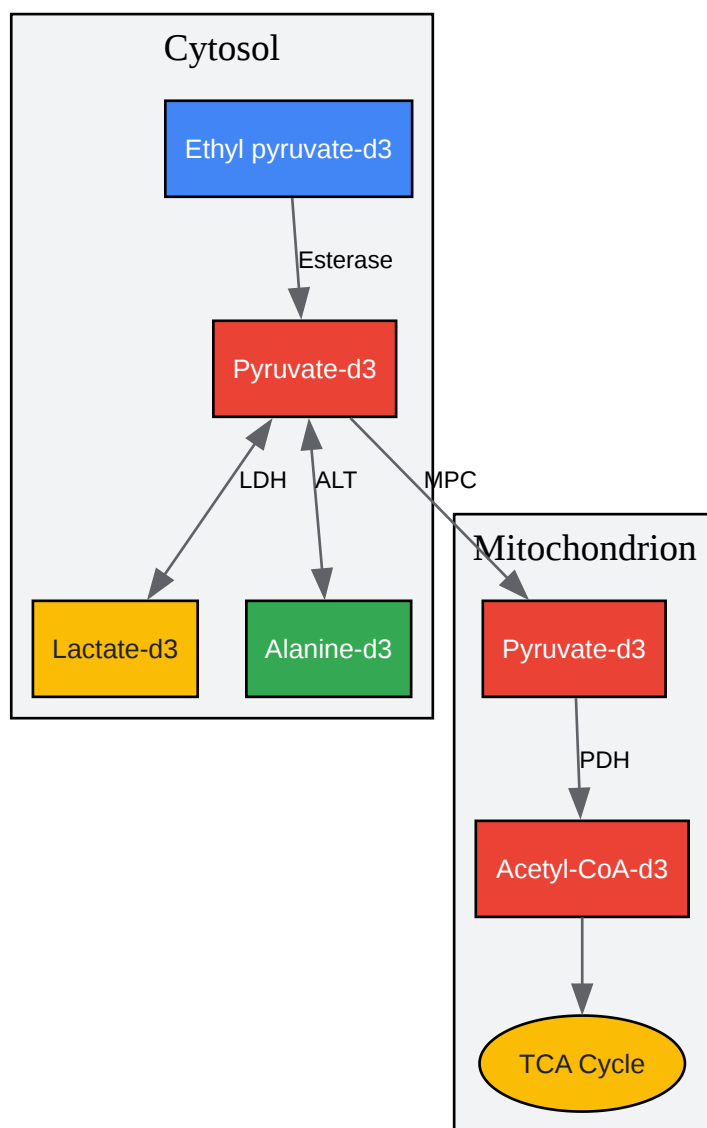 Cytosol
Ethyl pyruvate-d3
Esterase
Pyruvate-d3
LDH
ALT
MPC
Mitochondrion
Lactate-d3
Alanine-d3
Pyruvate-d3
PDH
Acetyl-CoA-d3
TCA Cycle